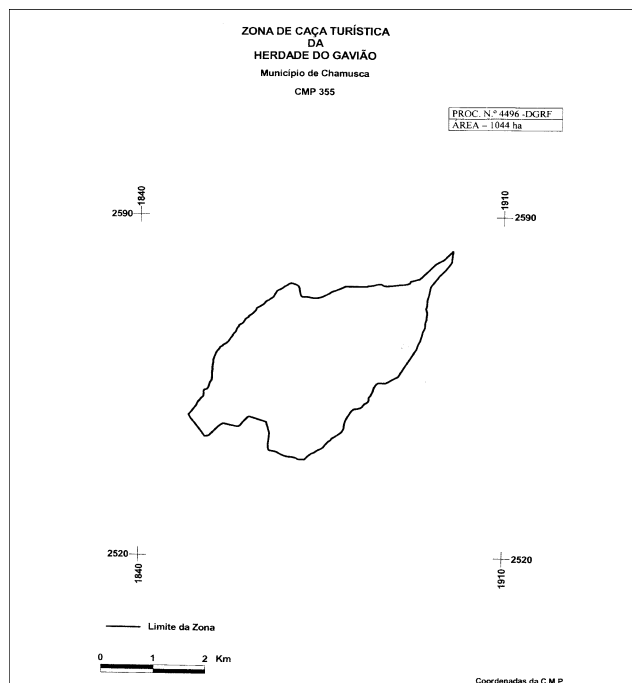 ZONA DE CAÇA TURÍSTICA
DA
HERDADE DO GAVIÃO
Município de Chamusca
CMP 355
PROC. N.º 4496 -DGRF
ÁREA – 1044 ha
1840
1910
2590
2590
2520
2520
1840
1910
Limite da Zona
0 1 2 Km
Coordenadas da C.M.P.